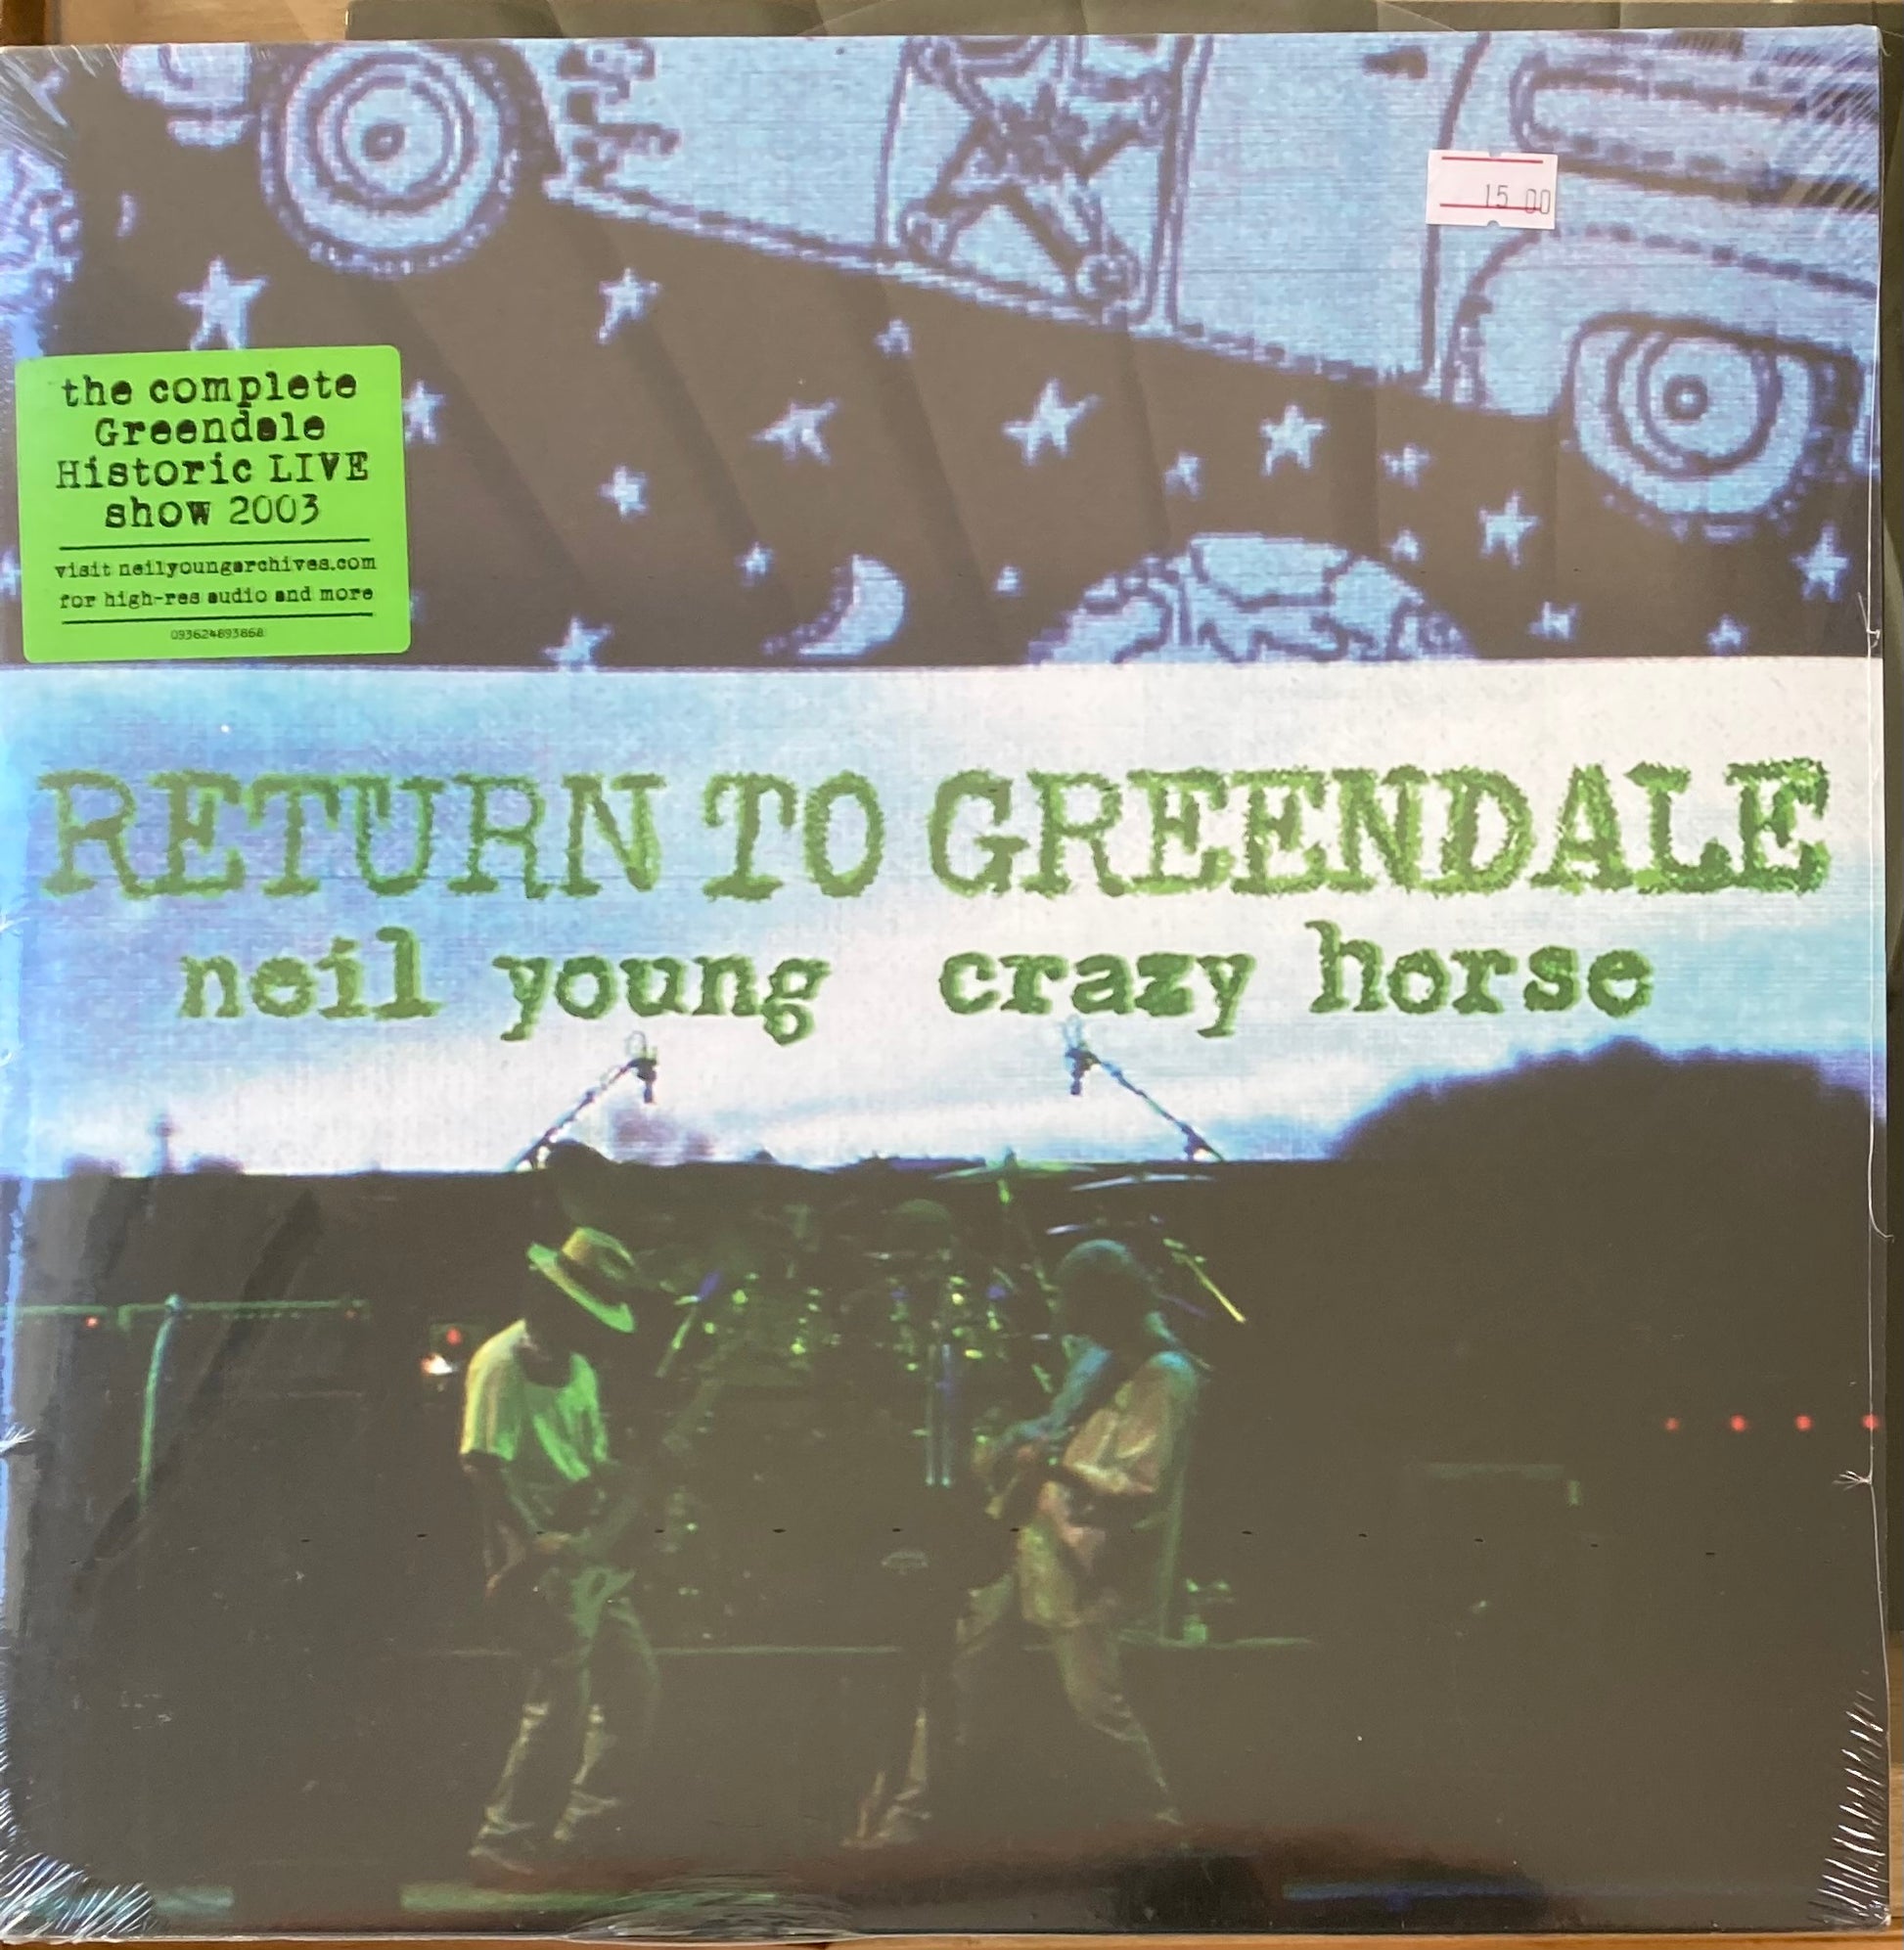 15 00
the complete
Greendale
Historic LIVE
show 2003
visit neilyoungarchives.com
for high-res audio and more
093624893868
RETURN TO GREENDALE
neil young crazy horse